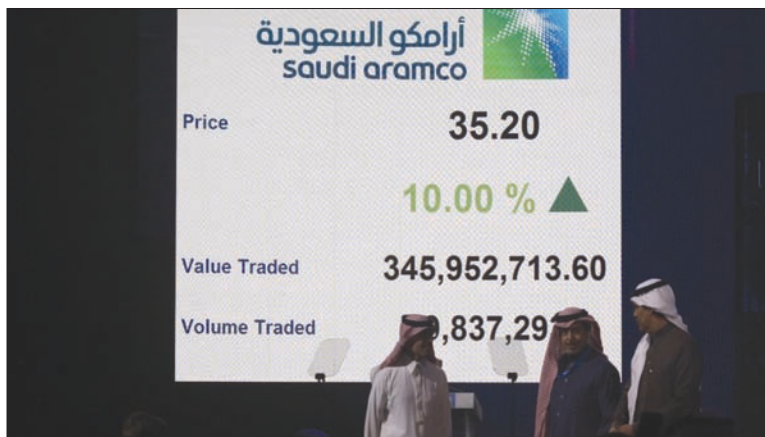 أرامكو السعودية
saudi aramco
Price 35.20
10.00 %
Value Traded 345,952,713.60
Volume Traded